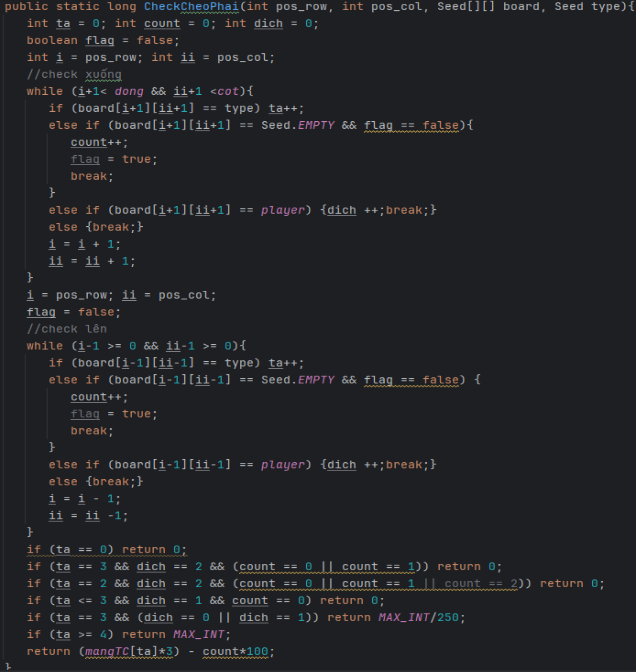 public static long CheckCheoPhai(int pos_row, int pos_col, Seed[][] board, Seed type){
int ta = 0; int count = 0; int dich = 0;
boolean flag = false;
int i = pos_row; int ii = pos_col;
//check xuống
while (i+1< dong && ii+1 <cot){
if (board[i+1][ii+1] == type) ta++;
else if (board[i+1][ii+1] == Seed.EMPTY && flag == false){
count++;
flag = true;
break;
}
else if (board[i+1][ii+1] == player) {dich ++;break;}
else {break;}
i = i + 1;
ii = ii + 1;
}
i = pos_row; ii = pos_col;
flag = false;
//check lên
while (i-1 >= 0 && ii-1 >= 0){
if (board[i-1][ii-1] == type) ta++;
else if (board[i-1][ii-1] == Seed.EMPTY && flag == false) {
count++;
flag = true;
break;
}
else if (board[i-1][ii-1] == player) {dich ++;break;}
else {break;}
i = i - 1;
ii = ii -1;
}
if (ta == 0) return 0;
if (ta == 3 && dich == 2 && (count == 0 || count == 1)) return 0;
if (ta == 2 && dich == 2 && (count == 0 || count == 1 || count == 2)) return 0;
if (ta <= 3 && dich == 1 && count == 0) return 0;
if (ta == 3 && (dich == 0 || dich == 1)) return MAX_INT/250;
if (ta >= 4) return MAX_INT;
return (mangTC[ta]*3) - count*100;
}